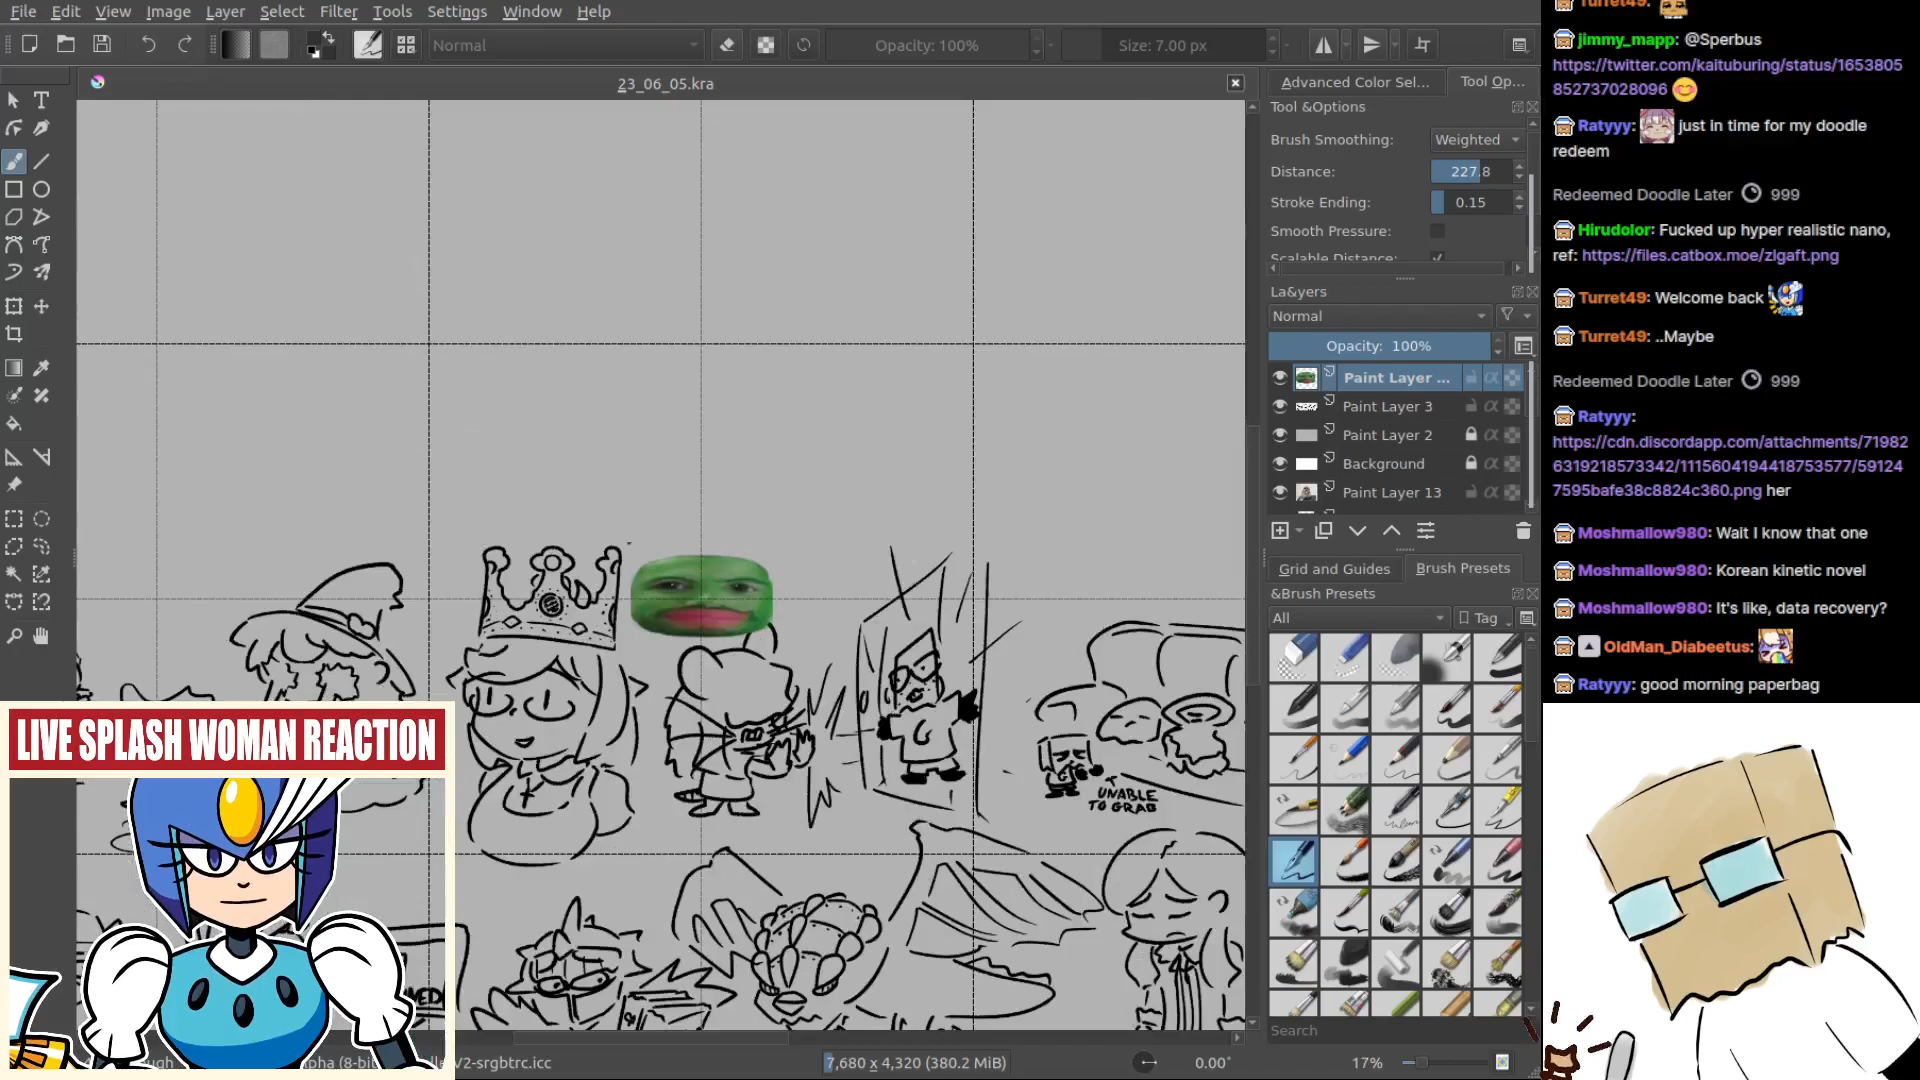 File Edit View Image Layer Select Filter Tools Settings Window Help
Normal
Opacity: 100%
Size: 7.00 px
23_06_05.kra
Advanced Color Sel... Tool Op...
Tool &Options
Brush Smoothing: Weighted
Distance: 227.8
Stroke Ending: 0.15
Smooth Pressure:
Scalable Distance:
La&yers
Normal
Opacity: 100%
Paint Layer ...
Paint Layer 3
Paint Layer 2
Background
Paint Layer 13
Grid and Guides Brush Presets
&Brush Presets
All Tag
Search
UNABLE
TO GRAB
LIVE SPLASH WOMAN REACTION
V2-srgbtrc.icc
7,680 x 4,320 (380.2 MiB)
0.00°
17%
Turret49:
jimmy_mapp: @Sperbus
https://twitter.com/kaituburing/status/1653805
852737028096
Ratyyy: just in time for my doodle
redeem
Redeemed Doodle Later 999
Hirudolor: Fucked up hyper realistic nano,
ref: https://files.catbox.moe/zlgaft.png
Turret49: Welcome back
Turret49: ..Maybe
Redeemed Doodle Later 999
Ratyyy:
https://cdn.discordapp.com/attachments/71982
6319218573342/1115604194418753577/59124
7595bafe38c8824c360.png her
Moshmallow980: Wait I know that one
Moshmallow980: Korean kinetic novel
Moshmallow980: It's like, data recovery?
OldMan_Diabeetus:
Ratyyy: good morning paperbag